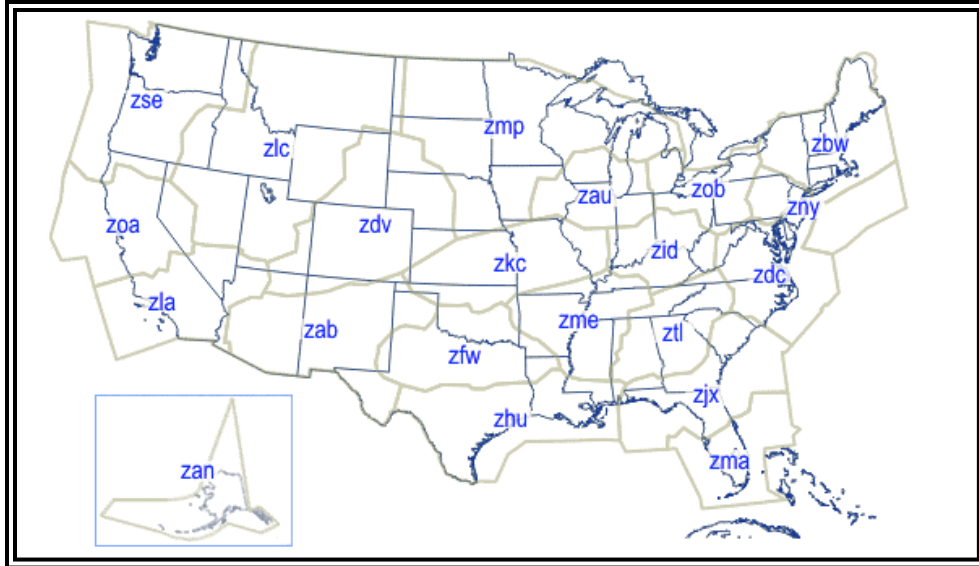 zse
zmp
zbw
zlc
zau
zob
zny
zoa
zdv
zid
zkc
zdc
zla
zme
zab
ztl
zfw
zjx
zhu
zma
zan